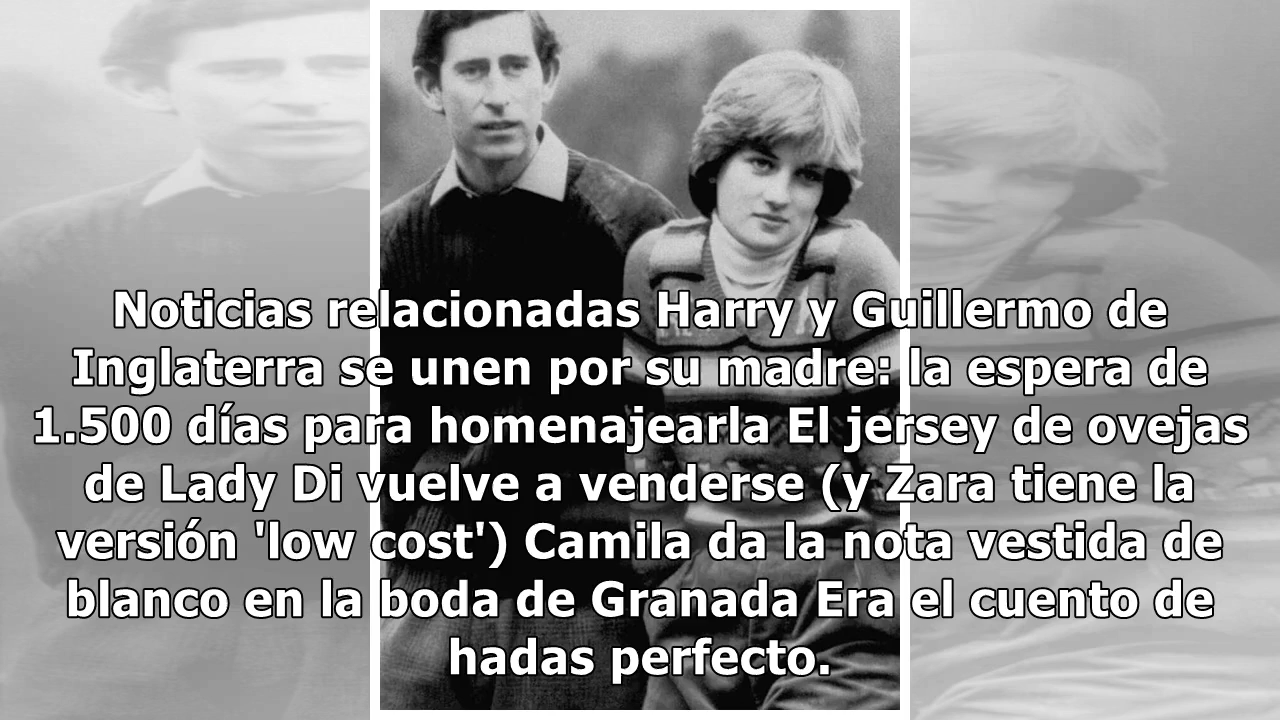 Noticias relacionadas Harry y Guillermo de
Inglaterra se unen por su madre: la espera de
1.500 días para homenajearla El jersey de ovejas
de Lady Di vuelve a venderse (y Zara tiene la
versión 'low cost') Camila da la nota vestida de
blanco en la boda de Granada Era el cuento de
hadas perfecto.